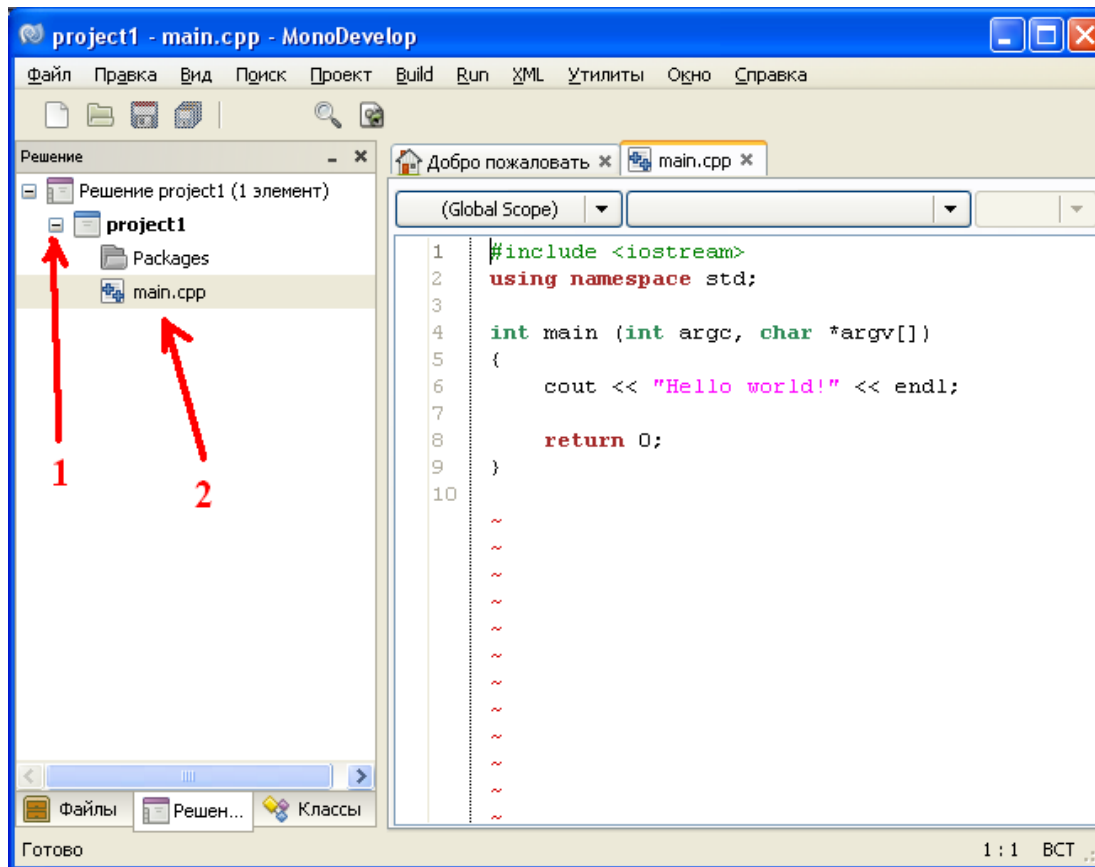 project1 - main.cpp - MonoDevelop
Файл Правка Вид Поиск Проект Build Run XML Утилиты Окно Справка
Решение
Добро пожаловать main.cpp
Решение project1 (1 элемент)
(Global Scope)
project1
Packages
main.cpp
1 #include <iostream>
2 using namespace std;
3
4 int main (int argc, char *argv[])
5 {
6 cout << "Hello world!" << endl;
7
8 return 0;
9 }
10
~
~
~
~
~
~
~
~
~
~
~
~
1
2
Файлы Решен... Классы
Готово 1 : 1 ВСТ